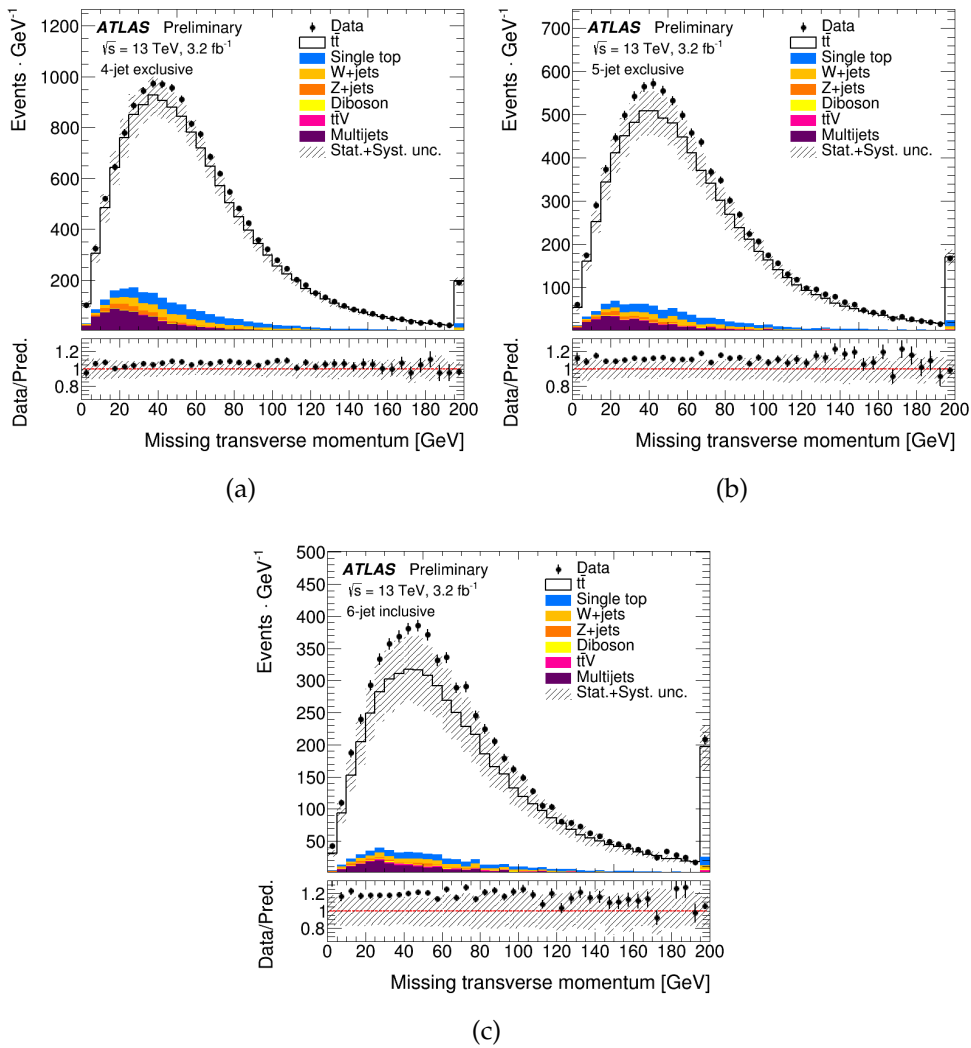 Events · GeV⁻¹
1200
1000
800
600
400
200
ATLAS Preliminary
√s = 13 TeV, 3.2 fb⁻¹
4-jet exclusive
Data
tt̄
Single top
W+jets
Z+jets
Diboson
tt̄V
Multijets
Stat.+Syst. unc.
Data/Pred.
1.2
1
0.8
0 20 40 60 80 100 120 140 160 180 200
Missing transverse momentum [GeV]
(a)
Events · GeV⁻¹
700
600
500
400
300
200
100
ATLAS Preliminary
√s = 13 TeV, 3.2 fb⁻¹
5-jet exclusive
Data
tt̄
Single top
W+jets
Z+jets
Diboson
tt̄V
Multijets
Stat.+Syst. unc.
Data/Pred.
1.2
1
0.8
0 20 40 60 80 100 120 140 160 180 200
Missing transverse momentum [GeV]
(b)
Events · GeV⁻¹
500
450
400
350
300
250
200
150
100
50
ATLAS Preliminary
√s = 13 TeV, 3.2 fb⁻¹
6-jet inclusive
Data
tt̄
Single top
W+jets
Z+jets
Diboson
tt̄V
Multijets
Stat.+Syst. unc.
Data/Pred.
1.2
1
0.8
0 20 40 60 80 100 120 140 160 180 200
Missing transverse momentum [GeV]
(c)